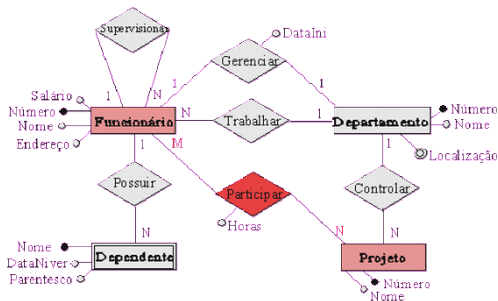 Supervisionar
DataIni
Gerenciar
1
N
1
1
Salário
Número
Nome
Endereço
Funcionário
N
Trabalhar
1
Departamento
Número
Nome
Localização
1
M
1
Possuir
Participar
Horas
Controlar
N
N
N
Nome
DataNiver
Parentesco
Dependente
Projeto
Número
Nome